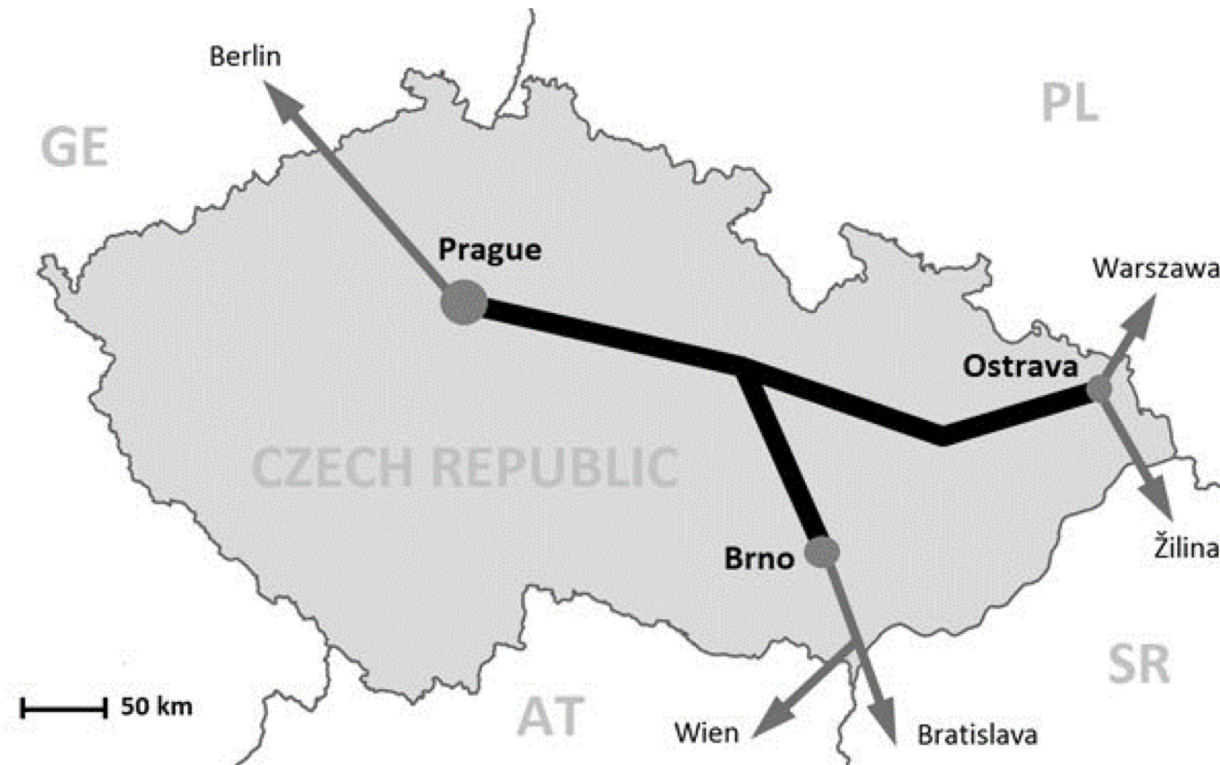 Berlin
PL
GE
Prague
Warszawa
Ostrava
CZECH REPUBLIC
Brno
Žilina
SR
50 km
AT
Wien
Bratislava